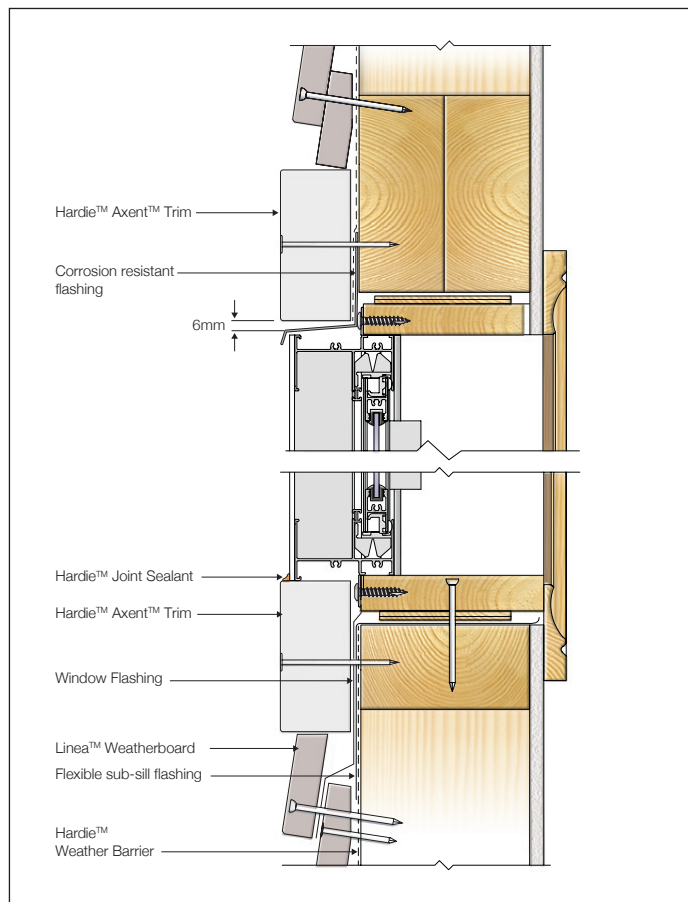 Hardie™ Axent™ Trim
Corrosion resistant
flashing
6mm
Hardie™ Joint Sealant
Hardie™ Axent™ Trim
Window Flashing
Linea™ Weatherboard
Flexible sub-sill flashing
Hardie™
Weather Barrier